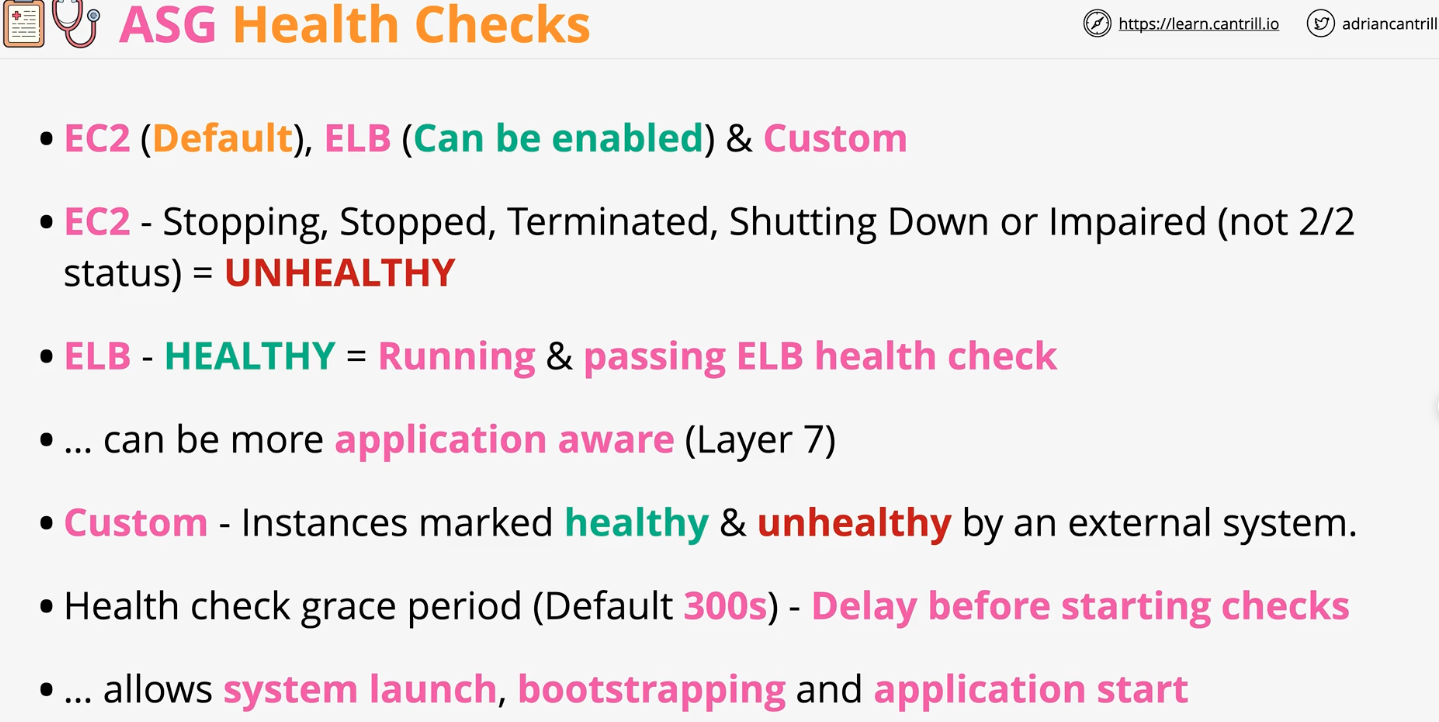 ASG Health Checks
https://learn.cantrill.io
adriancantrill
• EC2 (Default), ELB (Can be enabled) & Custom
• EC2 - Stopping, Stopped, Terminated, Shutting Down or Impaired (not 2/2
status) = UNHEALTHY
• ELB - HEALTHY = Running & passing ELB health check
• ... can be more application aware (Layer 7)
• Custom - Instances marked healthy & unhealthy by an external system.
• Health check grace period (Default 300s) - Delay before starting checks
• ... allows system launch, bootstrapping and application start